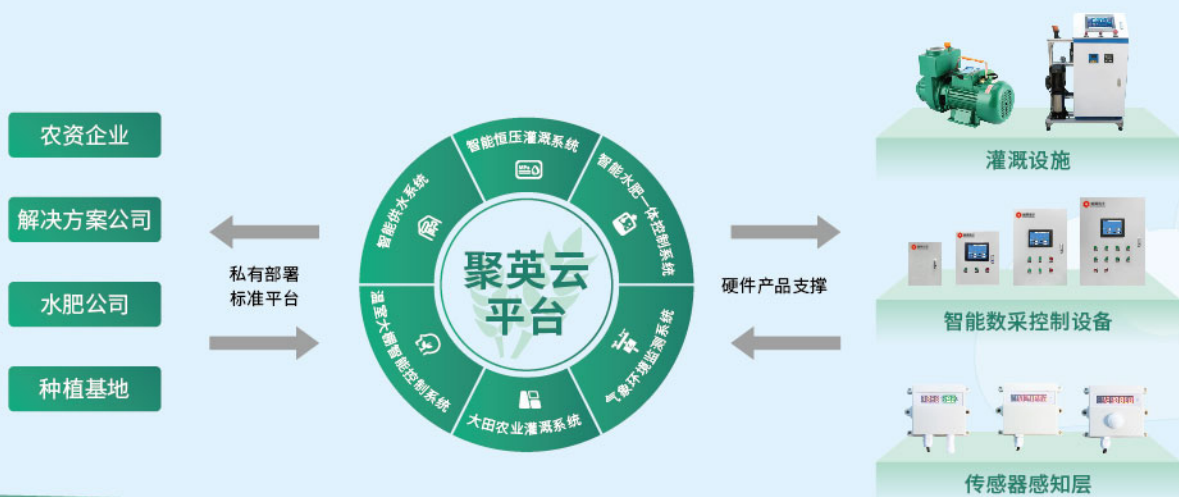 农资企业
解决方案公司
水肥公司
种植基地
私有部署
标准平台
智能恒压灌溉系统
智能水肥一体控制系统
气象环境监测系统
大田农业灌溉系统
温室大棚智能控制系统
智能供水系统
聚英云
平台
硬件产品支撑
灌溉设施
智能数采控制设备
传感器感知层